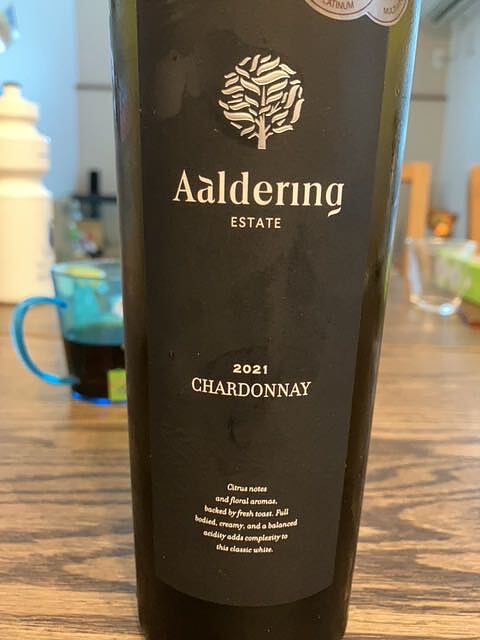 PLATINUM
Aaldering
ESTATE
2021
CHARDONNAY
Citrus notes
and floral aromas,
backed by fresh toast. Full
bodied, creamy, and a balanced
acidity adds complexity to
this classic white.